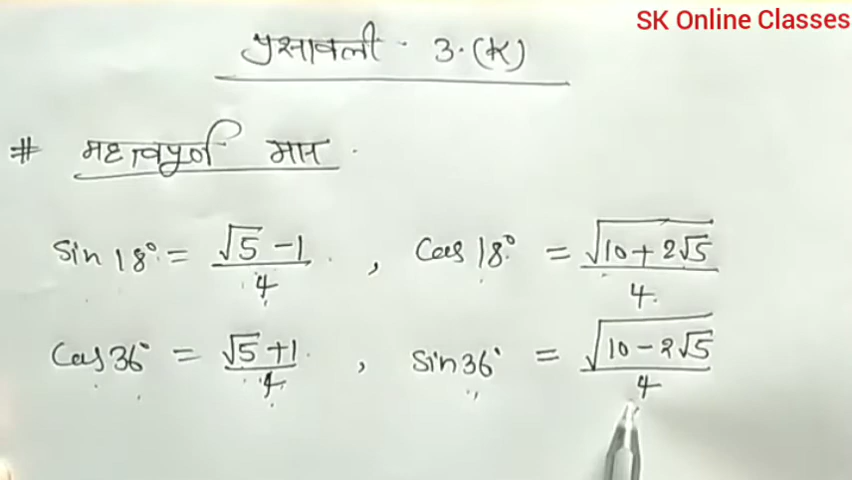 SK Online Classes
प्रश्नावली - 3.(K)
# महत्वपूर्ण मान -
Sin 18° = √5 - 1 / 4 , Cos 18° = √(10 + 2√5) / 4
Cos 36° = √5 + 1 / 4 , Sin 36° = √(10 - 2√5) / 4